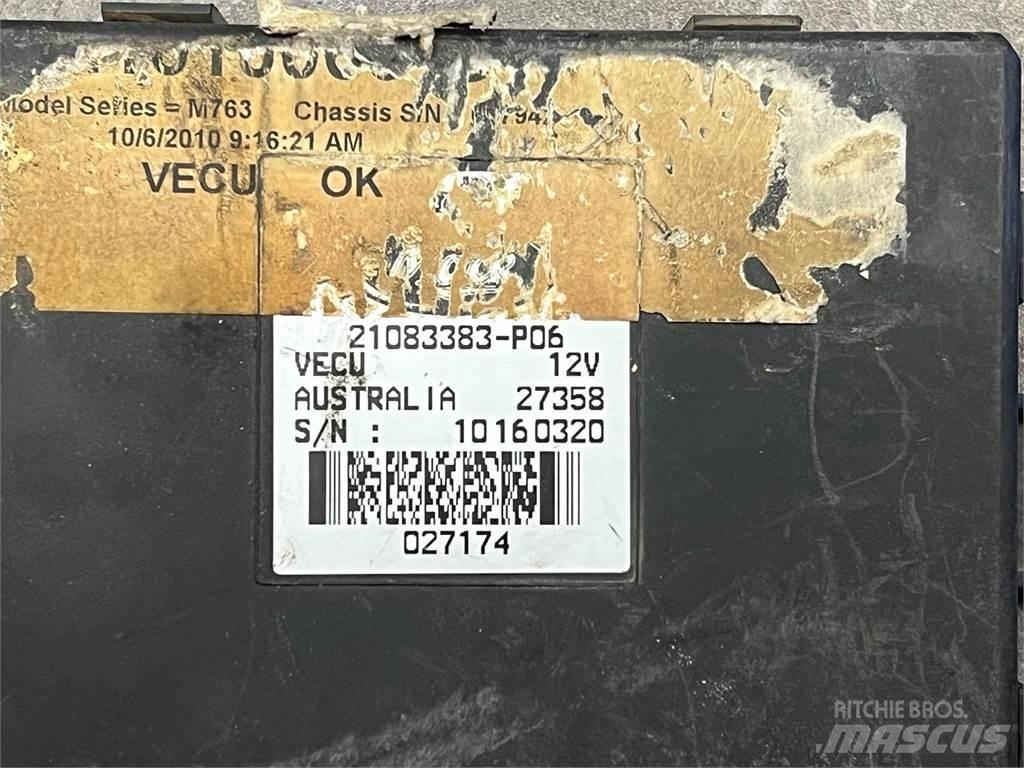 Model Series = M763 Chassis S/N
10/6/2010 9:16:21 AM
VECU OK
21083383-P06
VECU 12V
AUSTRALIA 27358
S/N : 10160320
027174
RITCHIE BROS.
MASCUS